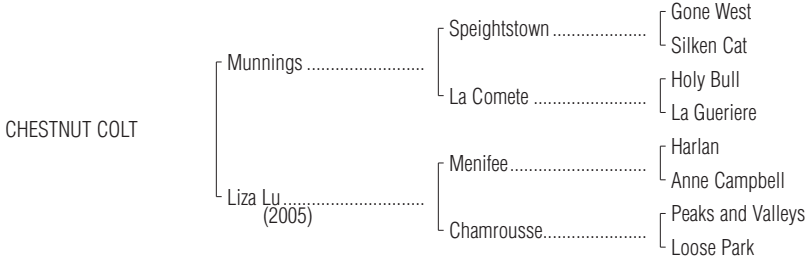 Gone West
Speightstown ....................
Silken Cat
Munnings .........................
Holy Bull
La Comete ........................
La Gueriere
CHESTNUT COLT
Harlan
Menifee.............................
Anne Campbell
Liza Lu..............................
(2005)
Peaks and Valleys
Chamrousse......................
Loose Park